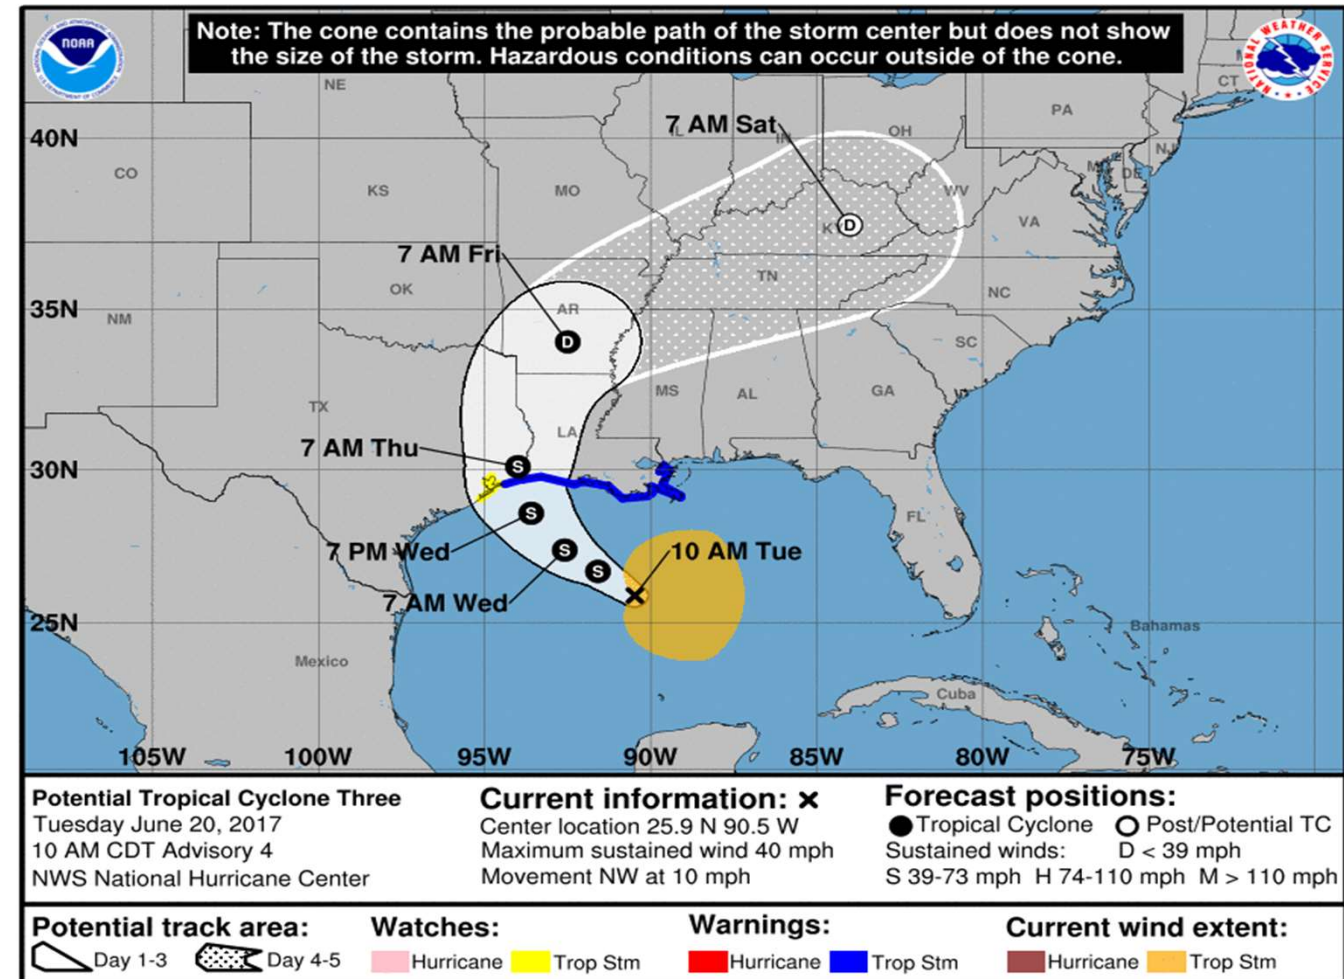 Note: The cone contains the probable path of the storm center but does not show
the size of the storm. Hazardous conditions can occur outside of the cone.
NOAA
NATIONAL WEATHER SERVICE
NE
CT
7 AM Sat
IL
IN
OH
PA
NJ
40N
CO
KS
MO
DE
WV
VA
KY
7 AM Fri
OK
TN
NC
35N
NM
AR
SC
TX
MS
AL
GA
LA
7 AM Thu
30N
FL
7 PM Wed
10 AM Tue
7 AM Wed
25N
Bahamas
Mexico
Cuba
D
D
S
S
S
S
105W 100W 95W 90W 85W 80W 75W
Potential Tropical Cyclone Three
Tuesday June 20, 2017
10 AM CDT Advisory 4
NWS National Hurricane Center
Current information: ×
Center location 25.9 N 90.5 W
Maximum sustained wind 40 mph
Movement NW at 10 mph
Forecast positions:
Tropical Cyclone Post/Potential TC
Sustained winds: D < 39 mph
S 39-73 mph H 74-110 mph M > 110 mph
Potential track area:
Day 1-3 Day 4-5
Watches:
Hurricane Trop Stm
Warnings:
Hurricane Trop Stm
Current wind extent:
Hurricane Trop Stm